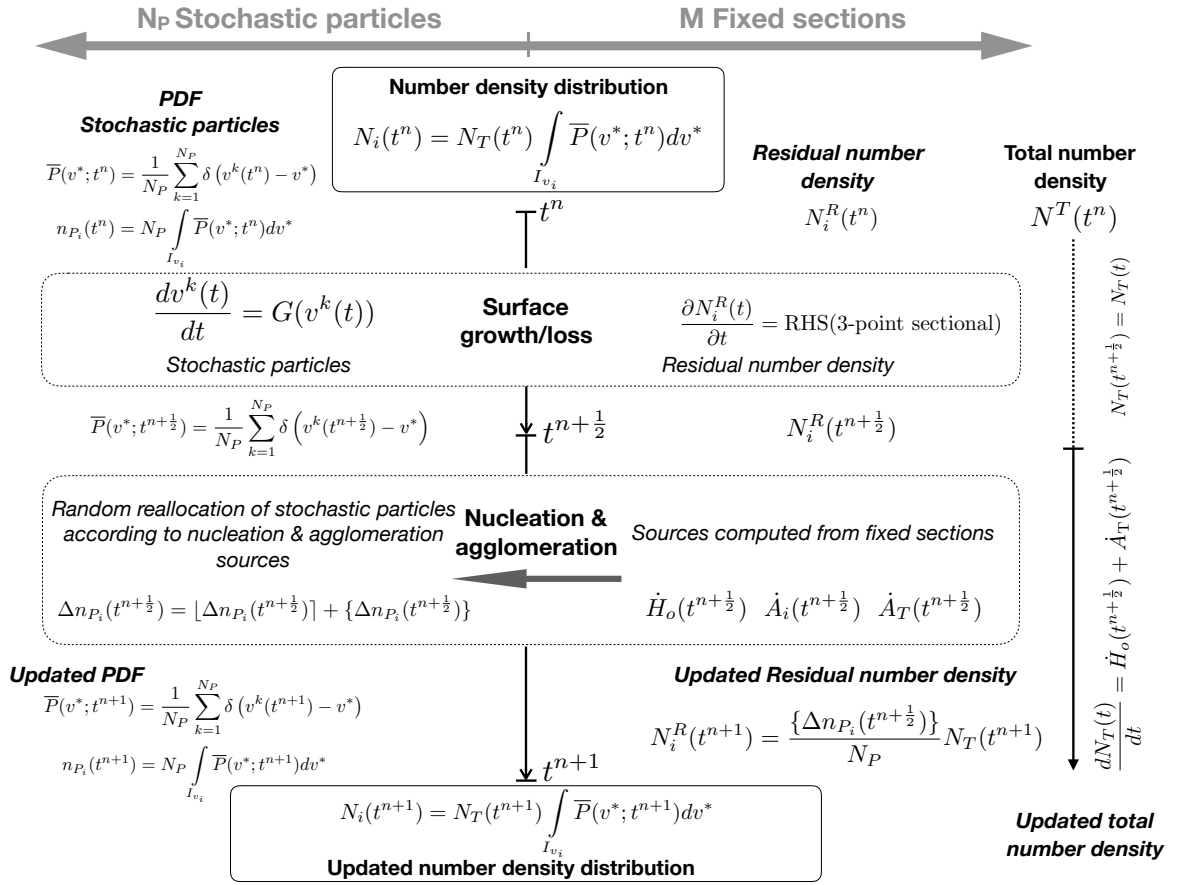 N_P Stochastic particles
M Fixed sections
PDF
Stochastic particles
\overline{P}(v^*; t^n) = \frac{1}{N_P} \sum_{k=1}^{N_P} \delta \left( v^k(t^n) - v^* \right)
n_{P_i}(t^n) = N_P \int_{I_{v_i}} \overline{P}(v^*; t^n) dv^*
Number density distribution
N_i(t^n) = N_T(t^n) \int_{I_{v_i}} \overline{P}(v^*; t^n) dv^*
t^n
Residual number
density
N_i^R(t^n)
Total number
density
N^T(t^n)
\frac{dv^k(t)}{dt} = G(v^k(t))
Stochastic particles
Surface
growth/loss
\frac{\partial N_i^R(t)}{\partial t} = RHS(3-point sectional)
Residual number density
N_T(t^{n+\frac{1}{2}}) = N_T(t)
\overline{P}(v^*; t^{n+\frac{1}{2}}) = \frac{1}{N_P} \sum_{k=1}^{N_P} \delta \left( v^k(t^{n+\frac{1}{2}}) - v^* \right)
t^{n+\frac{1}{2}}
N_i^R(t^{n+\frac{1}{2}})
Random reallocation of stochastic particles
according to nucleation & agglomeration
sources
\Delta n_{P_i}(t^{n+\frac{1}{2}}) = \lfloor \Delta n_{P_i}(t^{n+\frac{1}{2}}) \rceil + \{ \Delta n_{P_i}(t^{n+\frac{1}{2}}) \}
Nucleation &
agglomeration
Sources computed from fixed sections
\dot{H}_o(t^{n+\frac{1}{2}}) \dot{A}_i(t^{n+\frac{1}{2}}) \dot{A}_T(t^{n+\frac{1}{2}})
\frac{dN_T(t)}{dt} = \dot{H}_o(t^{n+\frac{1}{2}}) + \dot{A}_T(t^{n+\frac{1}{2}})
Updated PDF
\overline{P}(v^*; t^{n+1}) = \frac{1}{N_P} \sum_{k=1}^{N_P} \delta \left( v^k(t^{n+1}) - v^* \right)
n_{P_i}(t^{n+1}) = N_P \int_{I_{v_i}} \overline{P}(v^*; t^{n+1}) dv^*
Updated Residual number density
N_i^R(t^{n+1}) = \frac{\{ \Delta n_{P_i}(t^{n+\frac{1}{2}}) \}}{N_P} N_T(t^{n+1})
t^{n+1}
N_i(t^{n+1}) = N_T(t^{n+1}) \int_{I_{v_i}} \overline{P}(v^*; t^{n+1}) dv^*
Updated number density distribution
Updated total
number density